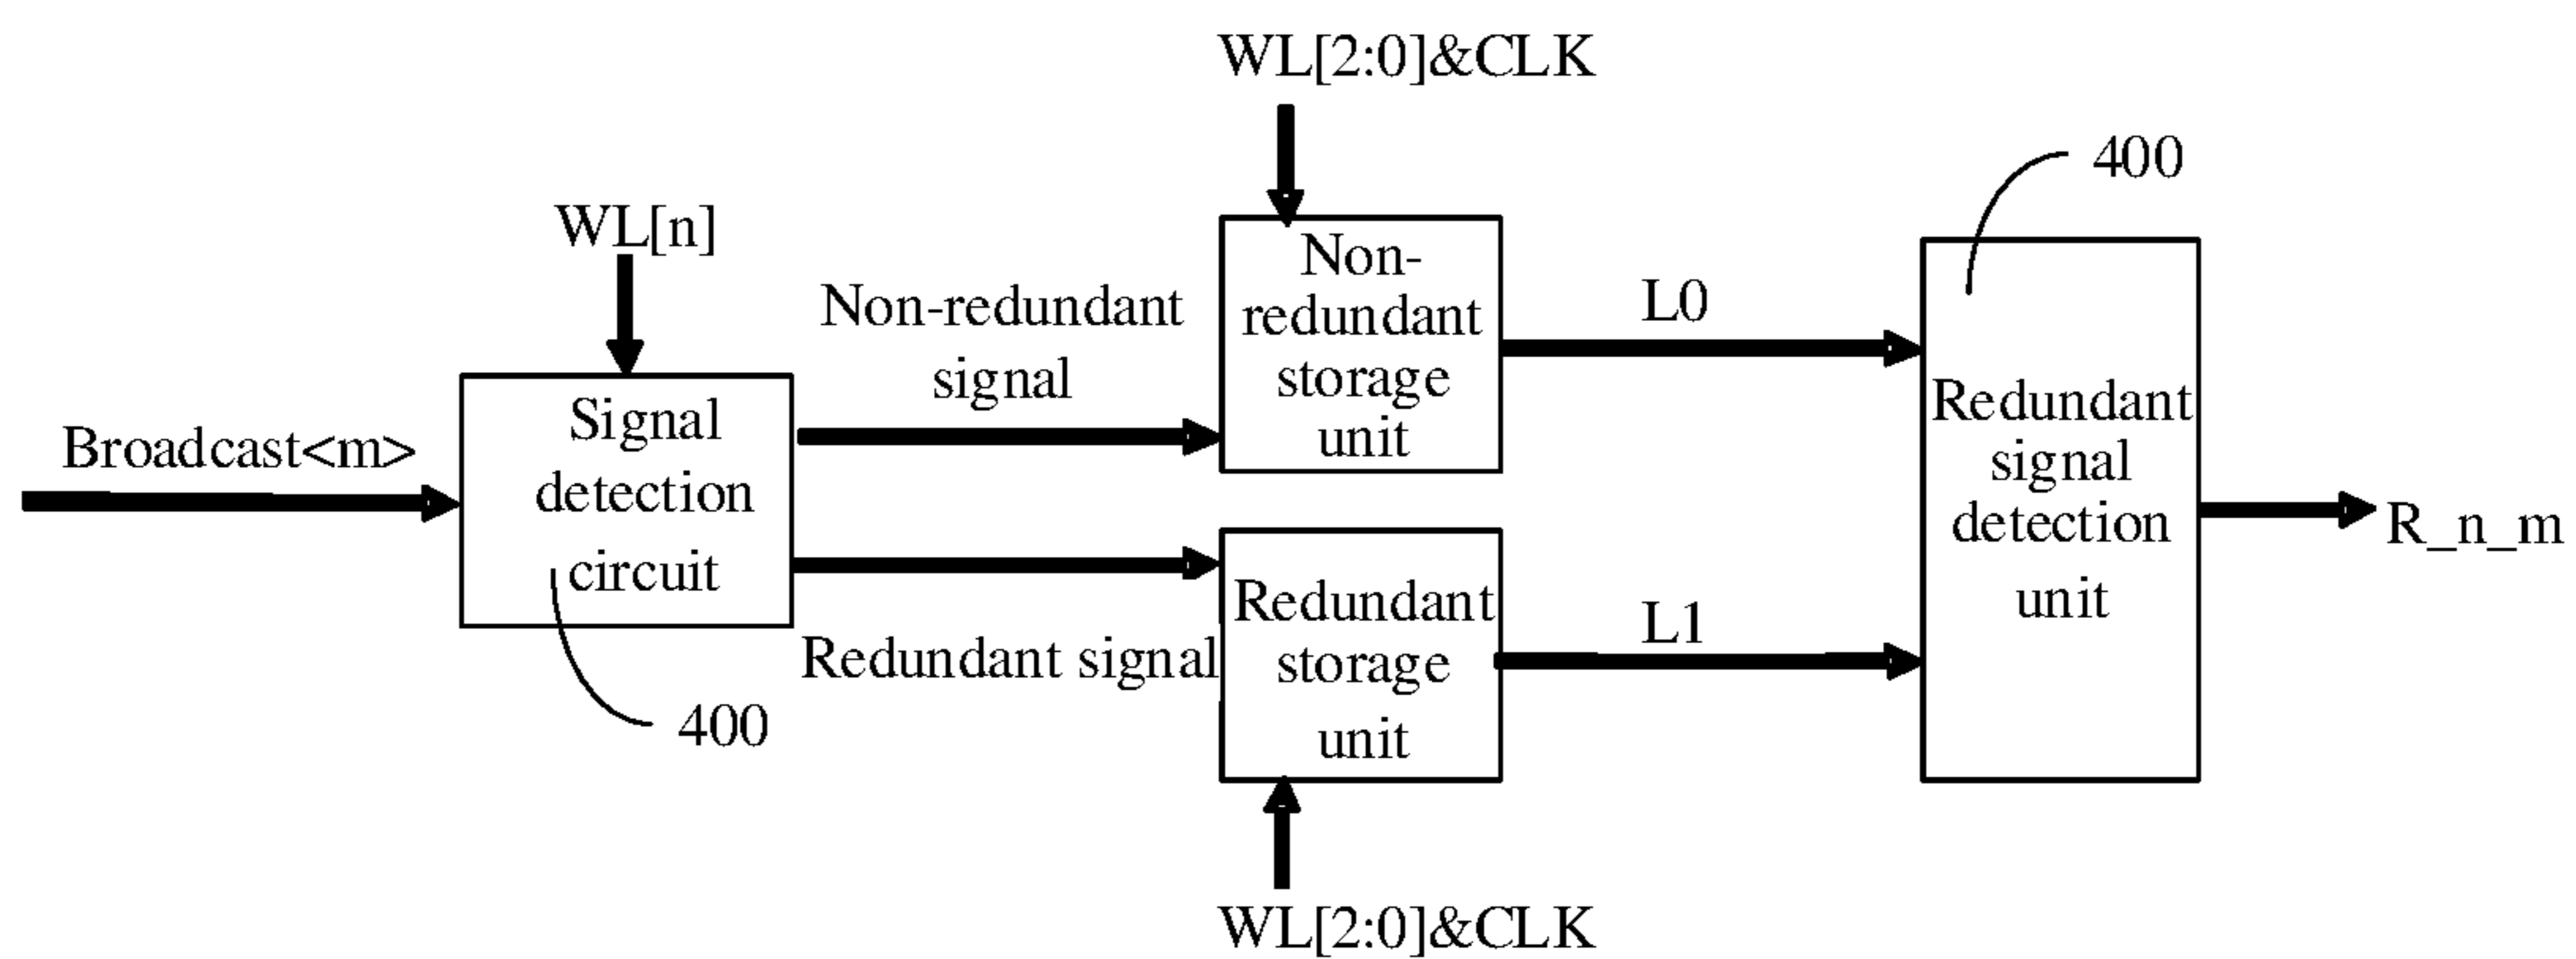 WL[2:0]&CLK
400
WL[n]
Non-redundant
signal
Non-
redundant
storage
unit
L0
Broadcast<m>
Signal
detection
circuit
400
Redundant signal
Redundant
storage
unit
L1
Redundant
signal
detection
unit
R_n_m
WL[2:0]&CLK